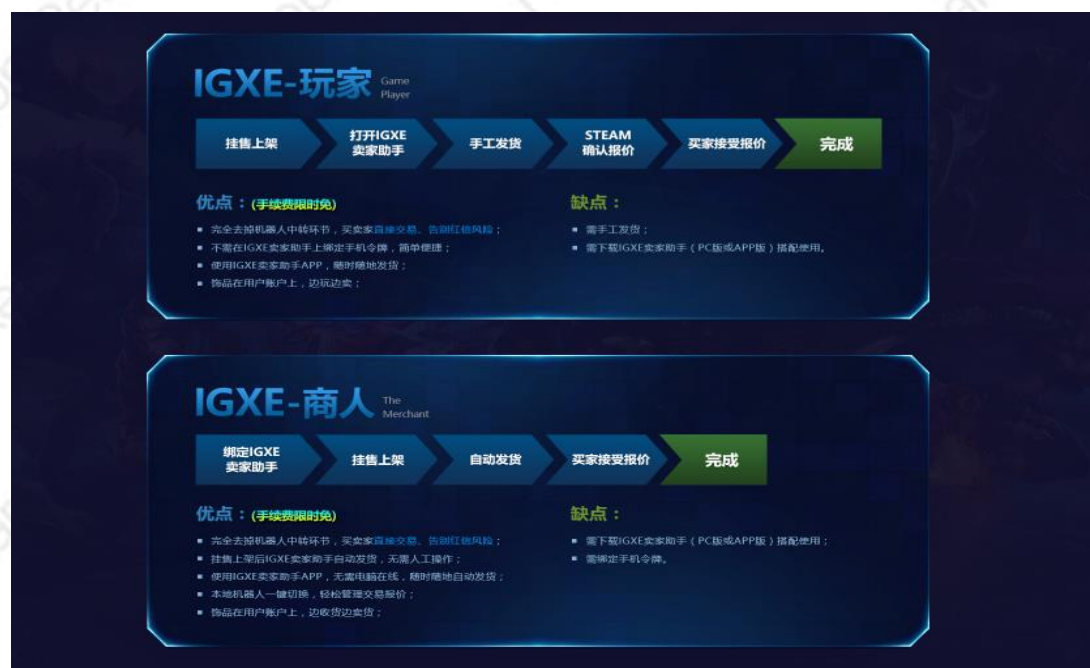 IGXE-玩家 Game
Player
挂售上架
打开IGXE
卖家助手
手工发货
STEAM
确认报价
买家接受报价
完成
优点：(手续费限时免)
▪ 完全去掉机器人中转环节，买卖家直接交易、告别红信风险；
▪ 不需在IGXE卖家助手上绑定手机令牌，简单便捷；
▪ 使用IGXE卖家助手APP，随时随地发货；
▪ 饰品在用户账户上，边玩边卖；
缺点：
▪ 需手工发货；
▪ 需下载IGXE卖家助手（PC版或APP版）搭配使用。
IGXE-商人 The
Merchant
绑定IGXE
卖家助手
挂售上架
自动发货
买家接受报价
完成
优点：(手续费限时免)
▪ 完全去掉机器人中转环节，买卖家直接交易、告别红信风险；
▪ 挂售上架后IGXE卖家助手自动发货，无需人工操作；
▪ 使用IGXE卖家助手APP，无需电脑在线，随时随地自动发货；
▪ 本地机器人一键切换，轻松管理交易报价；
▪ 饰品在用户账户上，边收货边卖货；
缺点：
▪ 需下载IGXE卖家助手（PC版或APP版）搭配使用；
▪ 需绑定手机令牌。